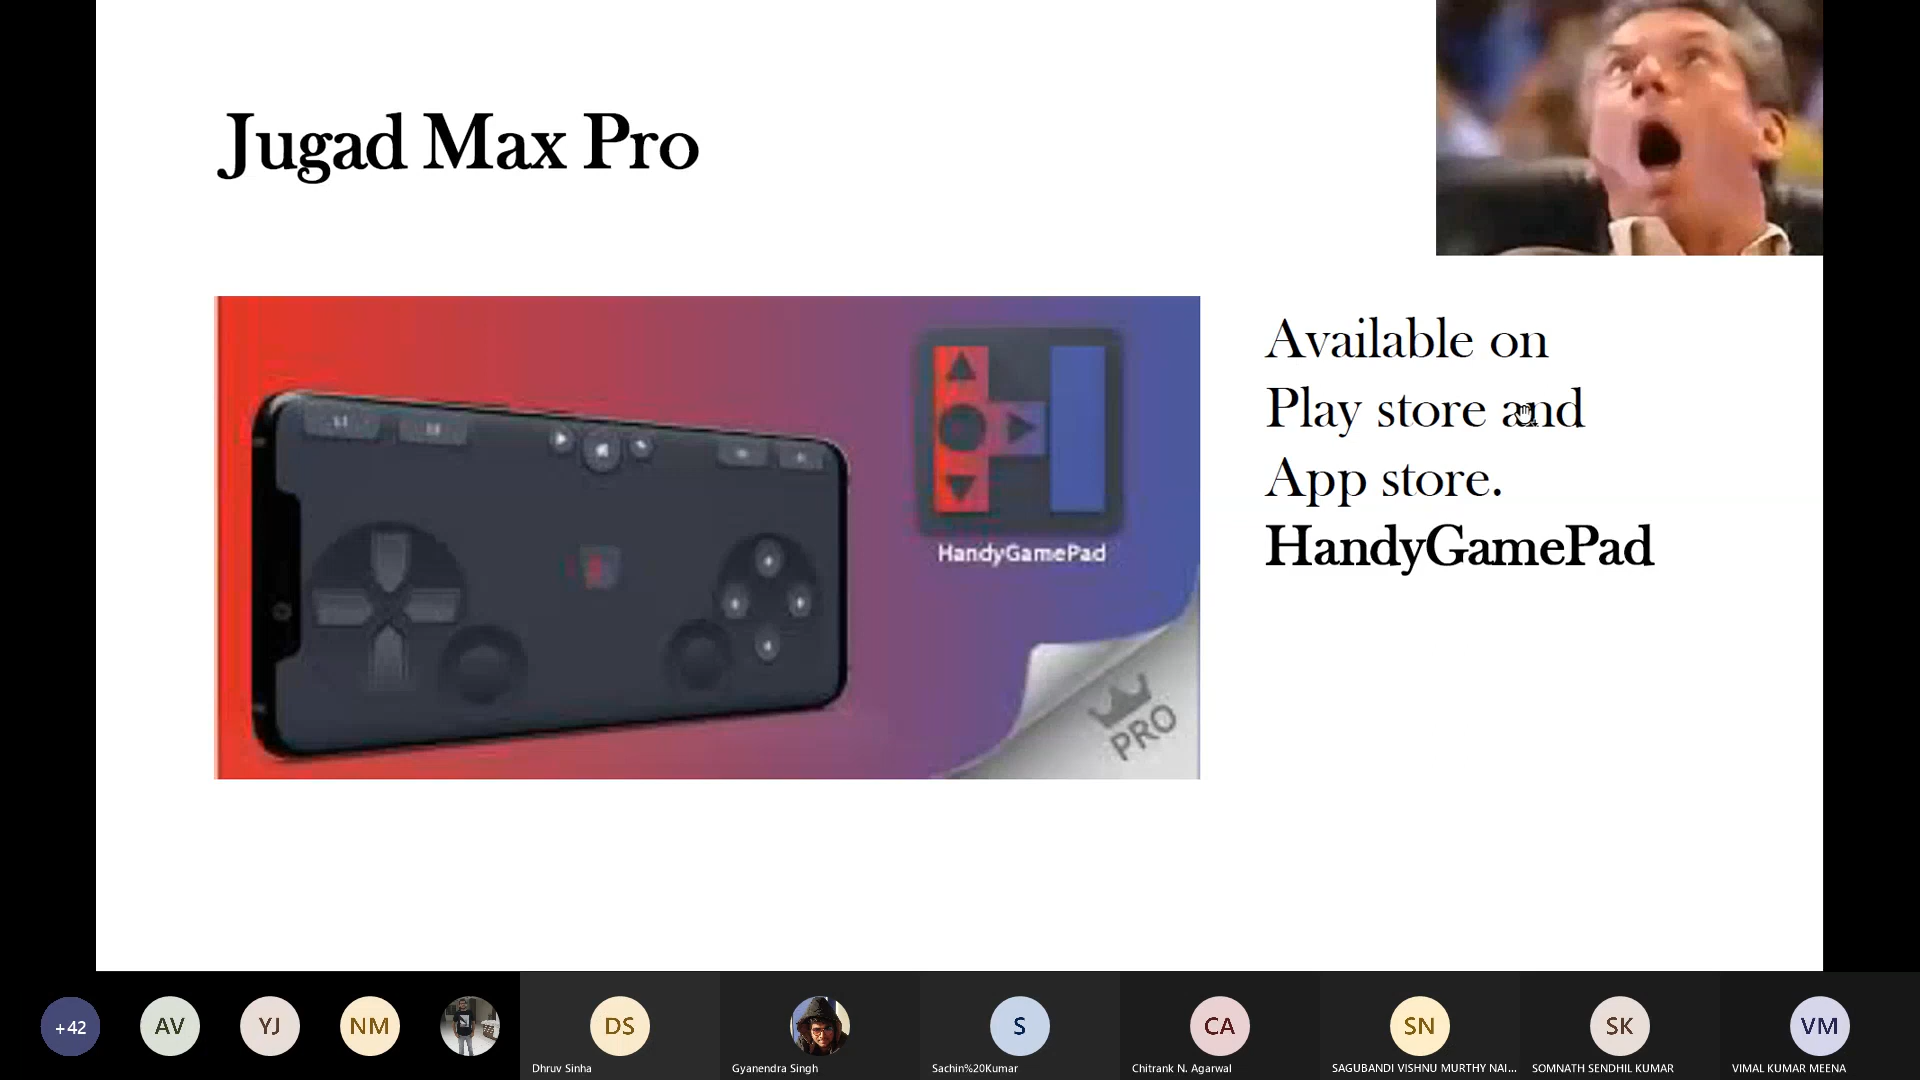 Jugad Max Pro
Available on
Play store and
App store.
HandyGamePad
HandyGamePad
PRO
+42
AV
YJ
NM
DS
S
CA
SN
SK
VM
Dhruv Sinha
Gyanendra Singh
Sachin%20Kumar
Chitrank N. Agarwal
SAGUBANDI VISHNU MURTHY NAI...
SOMNATH SENDHIL KUMAR
VIMAL KUMAR MEENA